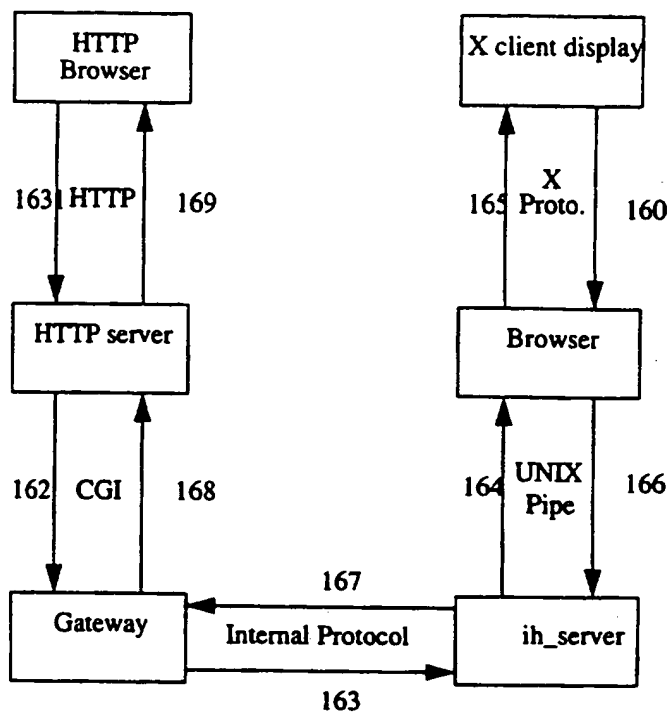 HTTP
Browser
X client display
1631
HTTP
169
165
X
Proto.
160
HTTP server
Browser
162
CGI
168
164
UNIX
Pipe
166
167
Gateway
Internal Protocol
ih_server
163